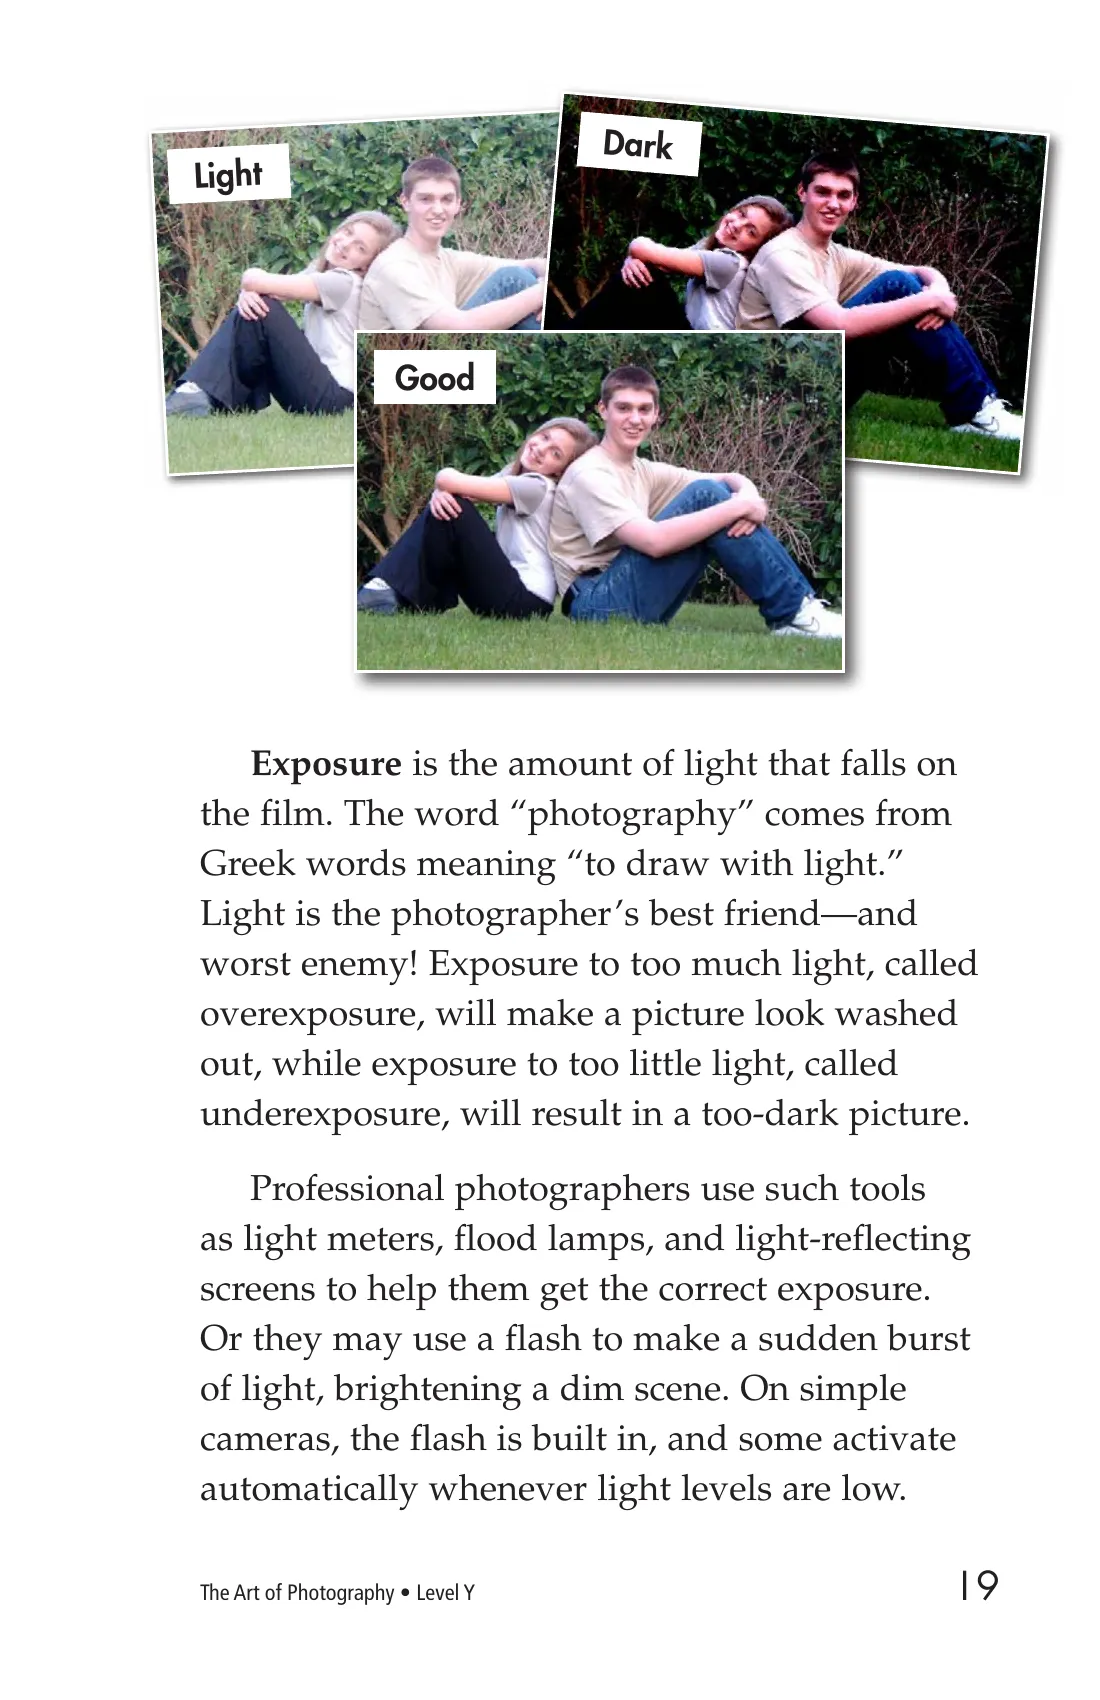 Light
Dark
Good
Exposure is the amount of light that falls on
the film. The word “photography” comes from
Greek words meaning “to draw with light.”
Light is the photographer’s best friend—and
worst enemy! Exposure to too much light, called
overexposure, will make a picture look washed
out, while exposure to too little light, called
underexposure, will result in a too-dark picture.
Professional photographers use such tools
as light meters, flood lamps, and light-reflecting
screens to help them get the correct exposure.
Or they may use a flash to make a sudden burst
of light, brightening a dim scene. On simple
cameras, the flash is built in, and some activate
automatically whenever light levels are low.
The Art of Photography • Level Y
19